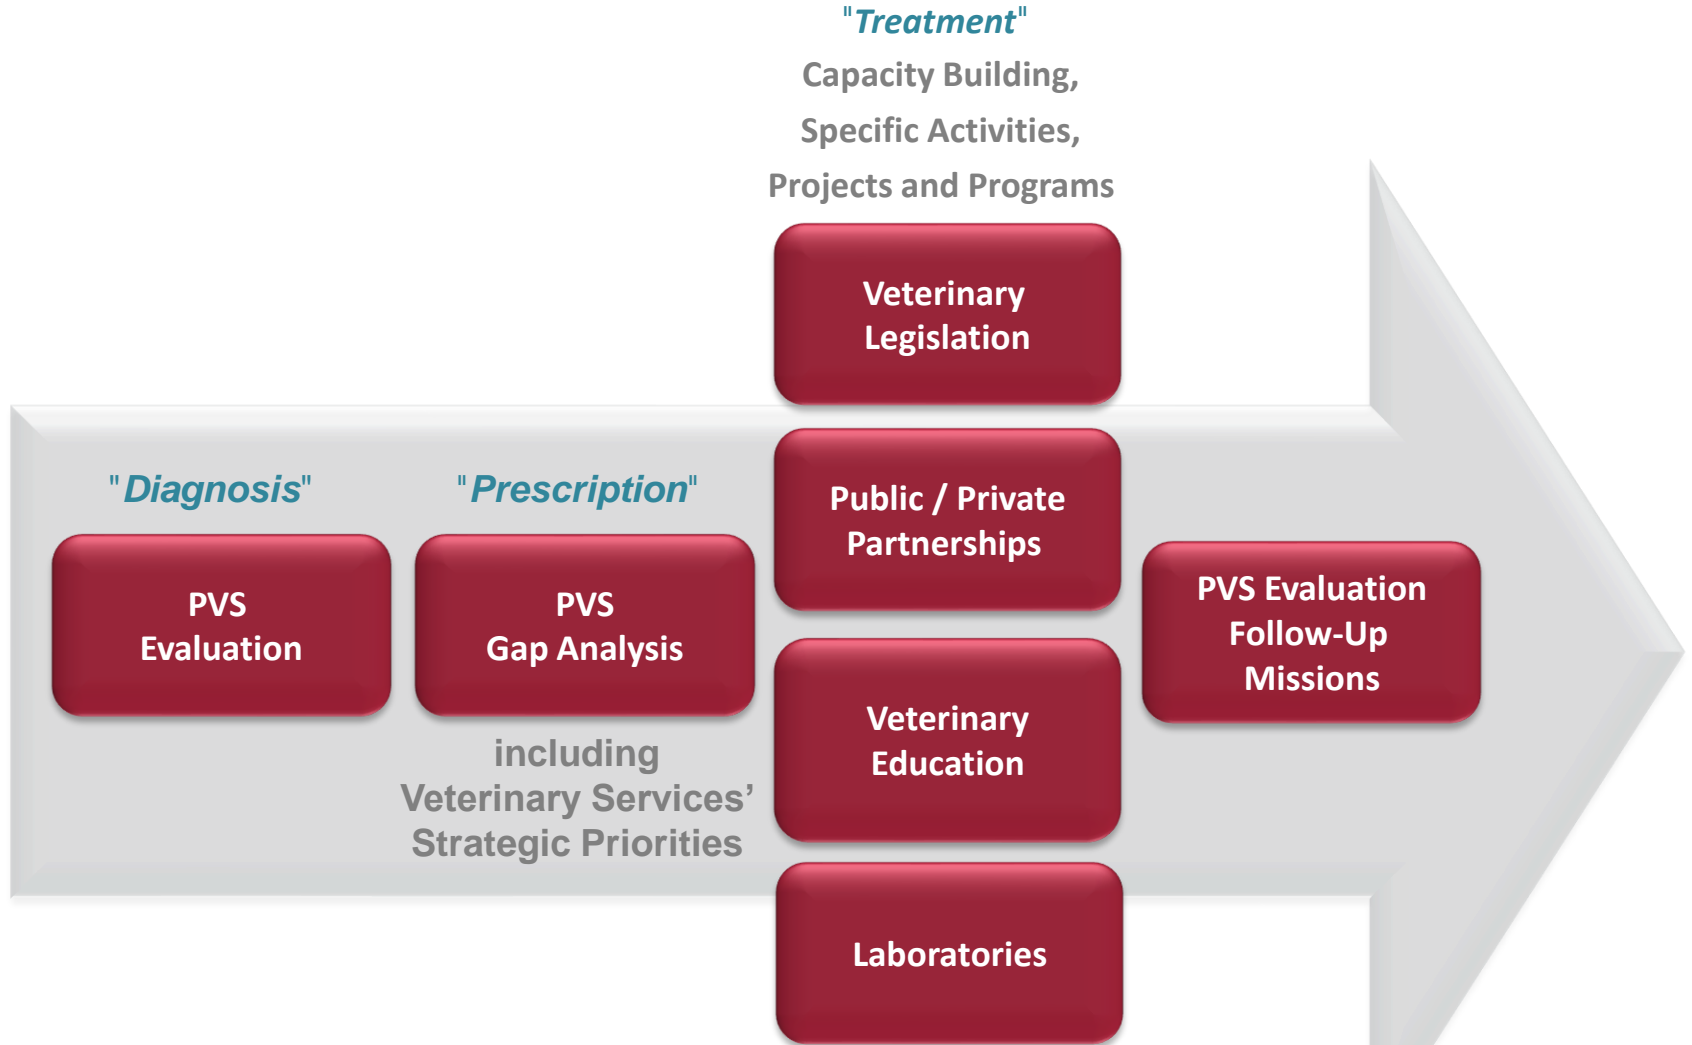 "Treatment"
Capacity Building,
Specific Activities,
Projects and Programs
Veterinary
Legislation
"Diagnosis"
PVS
Evaluation
"Prescription"
PVS
Gap Analysis
including
Veterinary Services’
Strategic Priorities
Public / Private
Partnerships
Veterinary
Education
Laboratories
PVS Evaluation
Follow-Up
Missions